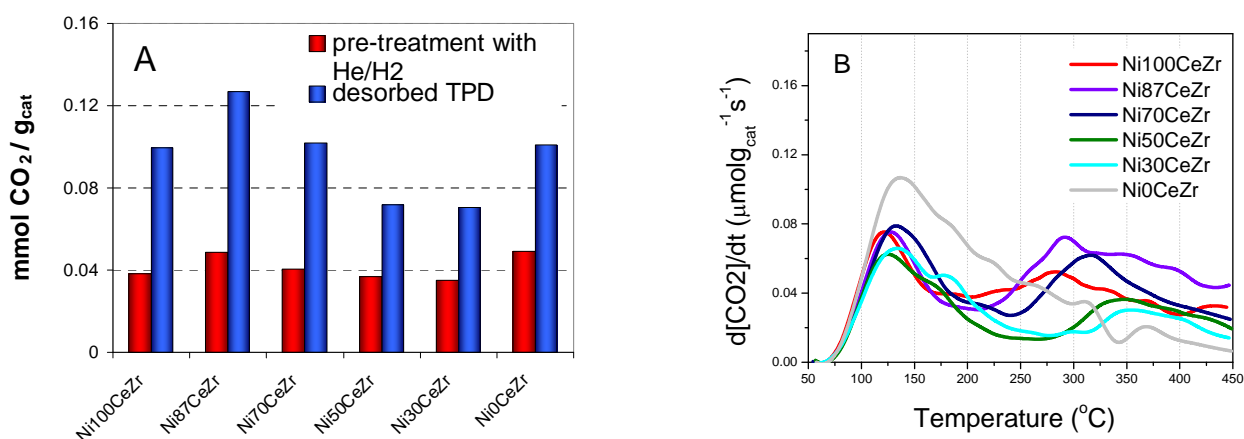 A
pre-treatment with
He/H2
desorbed TPD
mmol CO2 / gcat
0.16
0.12
0.08
0.04
0
Ni100CeZr
Ni87CeZr
Ni70CeZr
Ni50CeZr
Ni30CeZr
Ni0CeZr
B
Ni100CeZr
Ni87CeZr
Ni70CeZr
Ni50CeZr
Ni30CeZr
Ni0CeZr
d[CO2]/dt (μmolgcat-1s-1)
0.16
0.12
0.08
0.04
0.00
50 100 150 200 250 300 350 400 450
Temperature (oC)